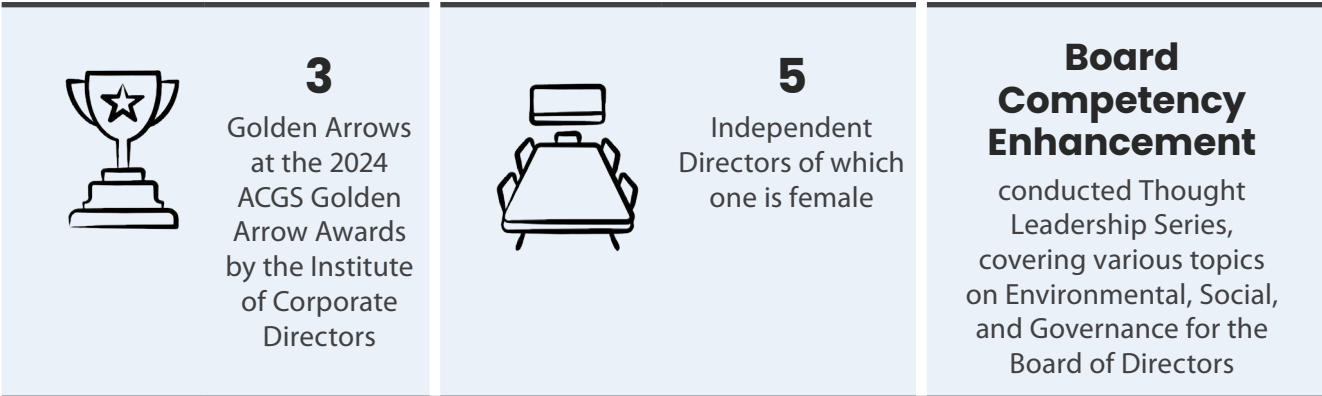 3
Golden Arrows
at the 2024
ACGS Golden
Arrow Awards
by the Institute
of Corporate
Directors
5
Independent
Directors of which
one is female
Board
Competency
Enhancement
conducted Thought
Leadership Series,
covering various topics
on Environmental, Social,
and Governance for the
Board of Directors